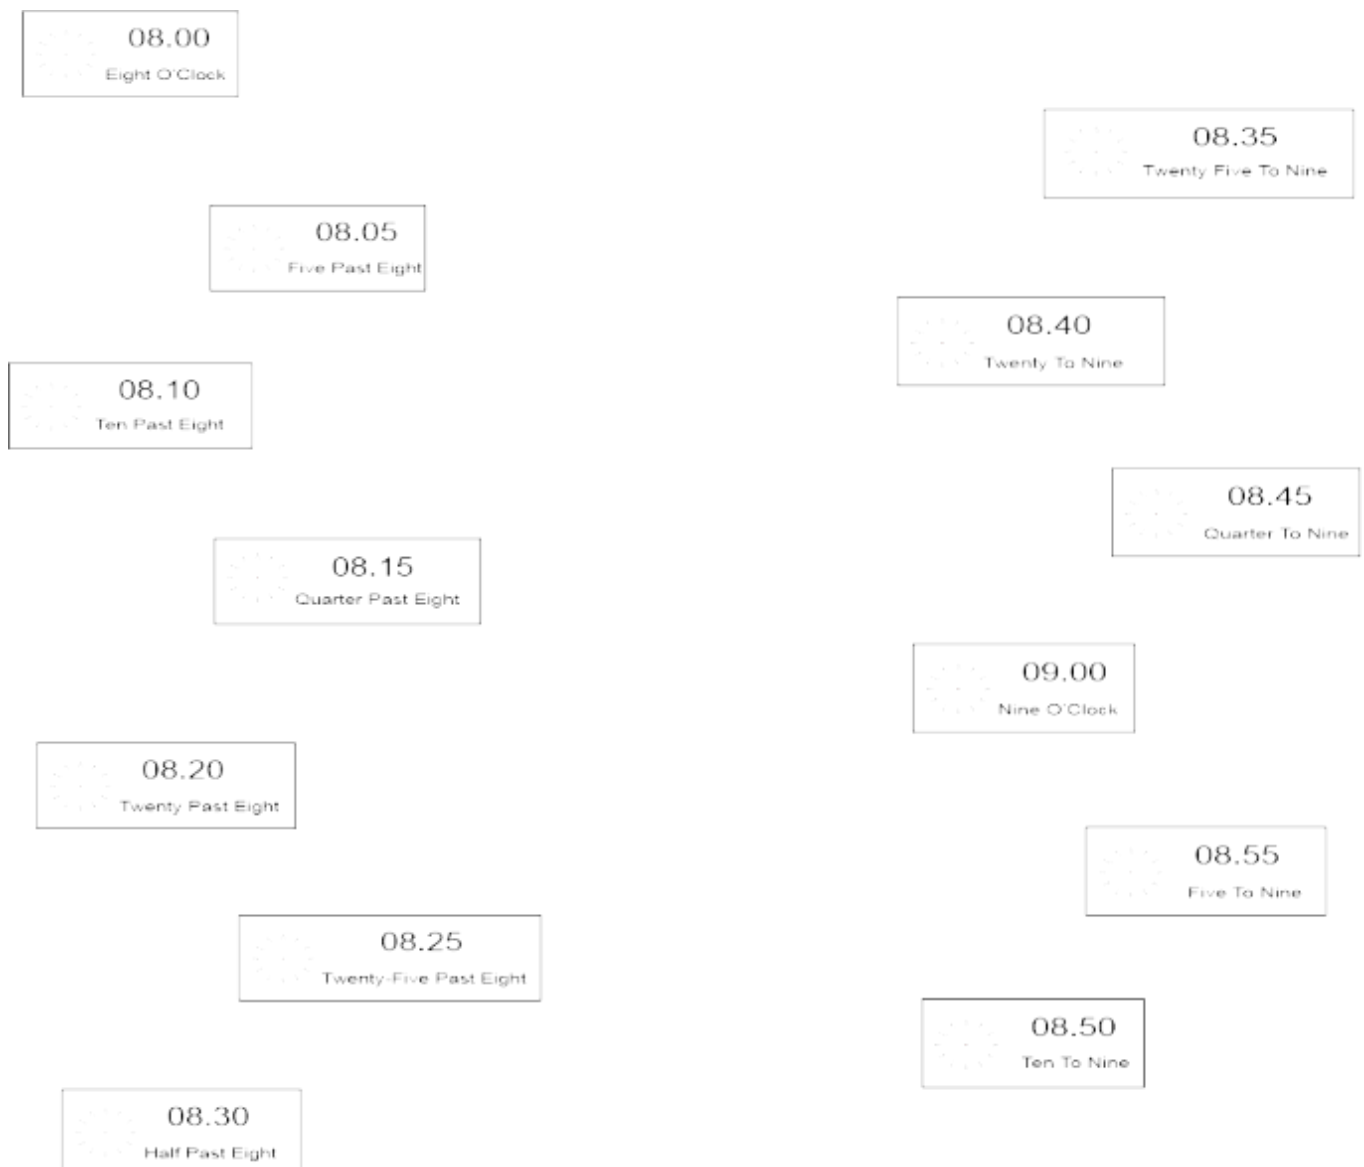 08.00
Eight O'Clock
08.05
Five Past Eight
08.10
Ten Past Eight
08.15
Quarter Past Eight
08.20
Twenty Past Eight
08.25
Twenty-Five Past Eight
08.30
Half Past Eight
08.35
Twenty Five To Nine
08.40
Twenty To Nine
08.45
Quarter To Nine
09.00
Nine O'Clock
08.55
Five To Nine
08.50
Ten To Nine